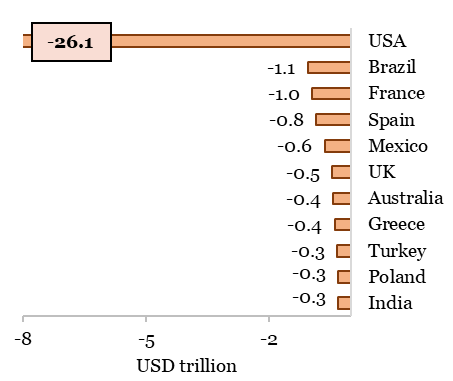 -26.1 USA
-1.1 Brazil
-1.0 France
-0.8 Spain
-0.6 Mexico
-0.5 UK
-0.4 Australia
-0.4 Greece
-0.3 Turkey
-0.3 Poland
-0.3 India
-8 -5 -2
USD trillion